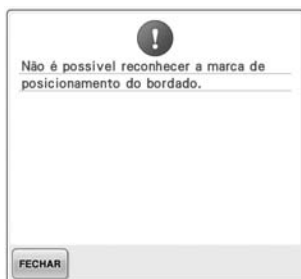 Não é possível reconhecer a marca de
posicionamento do bordado.
FECHAR